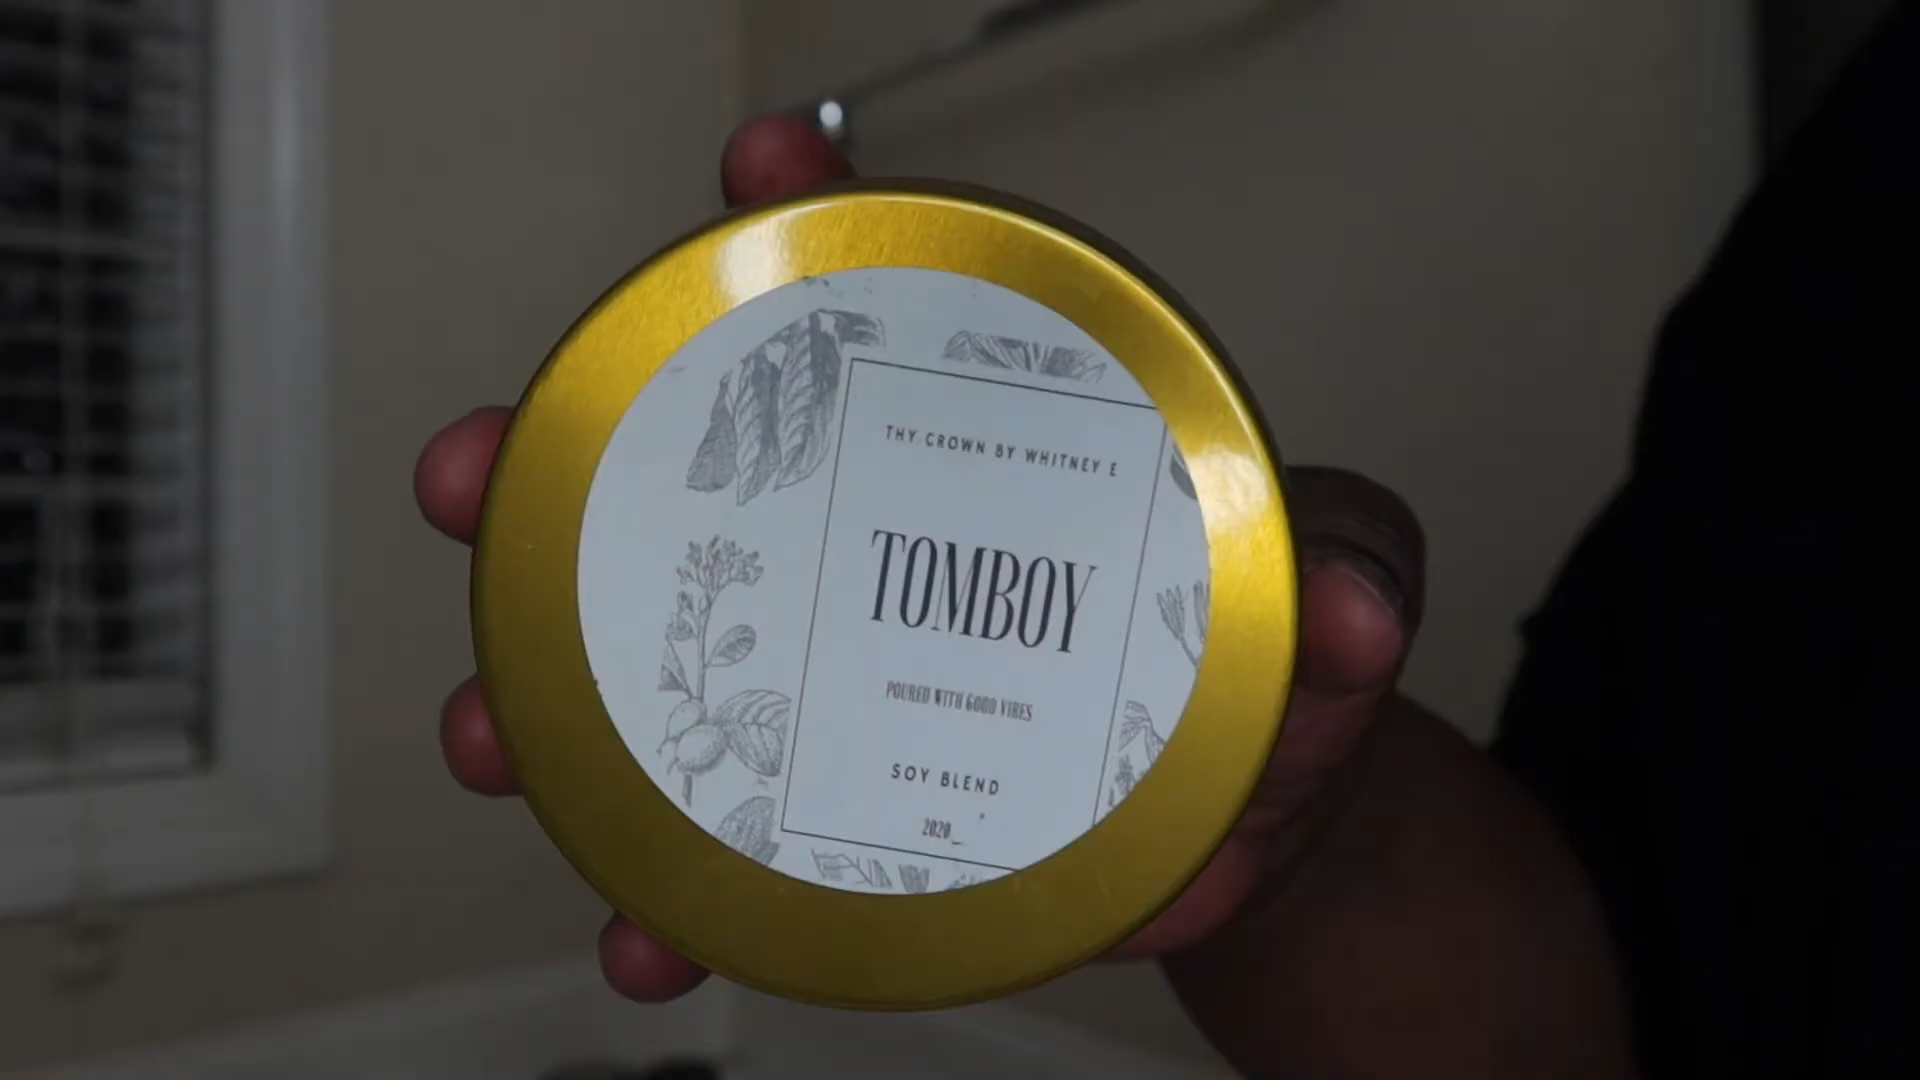 THY CROWN BY WHITNEY E
TOMBOY
POURED WITH GOOD VIBES
SOY BLEND
2020